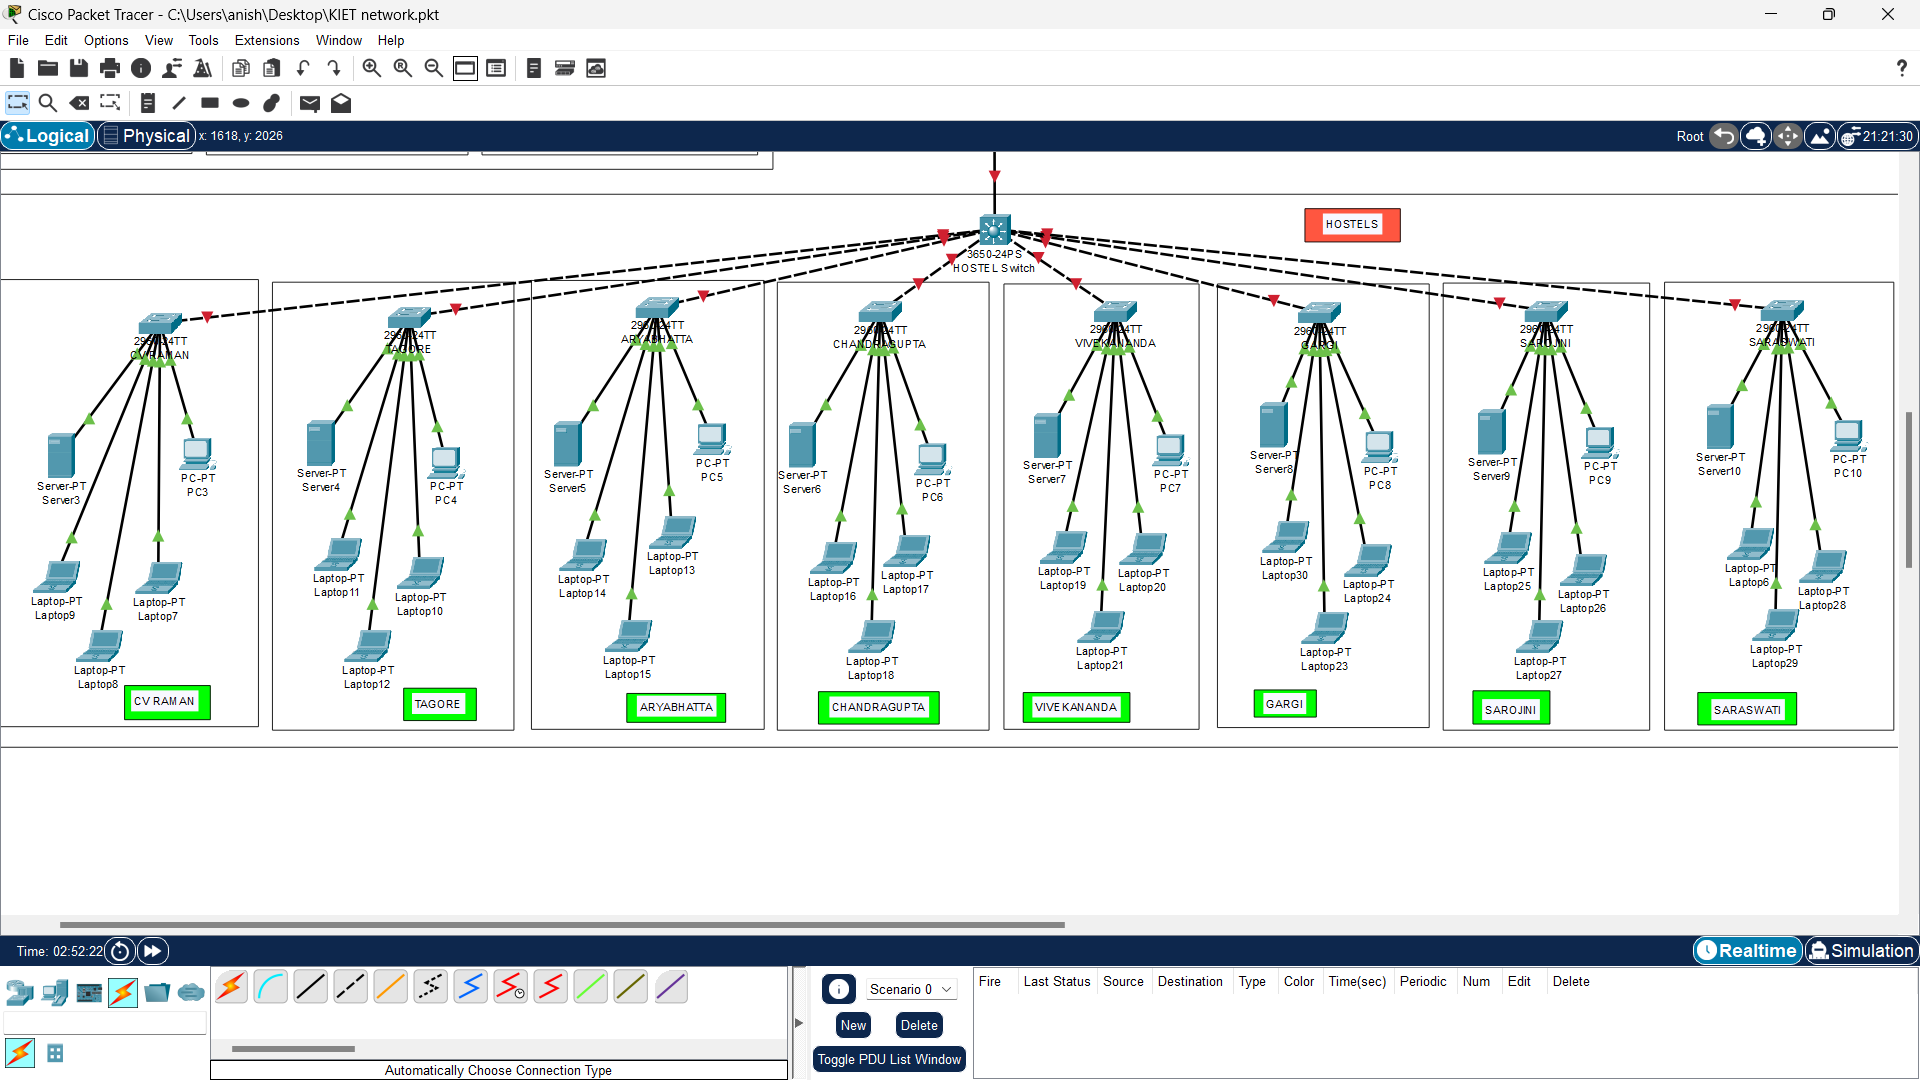 Cisco Packet Tracer - C:\Users\anish\Desktop\KIET network.pkt
File Edit Options View Tools Extensions Window Help
?
Logical Physical x: 1618, y: 2026 Root 21:21:30
HOSTELS
3650-24PS
HOSTEL Switch
2960-24TT
CV RAMAN
2960-24TT
TAGORE
2960-24TT
ARYABHATTA
2960-24TT
CHANDRAGUPTA
2960-24TT
VIVEKANANDA
2960-24TT
GARGI
2960-24TT
SAROJINI
2960-24TT
SARASWATI
Server-PT
Server3
PC-PT
PC3
Laptop-PT
Laptop9
Laptop-PT
Laptop7
Laptop-PT
Laptop8
CV RAMAN
Server-PT
Server4
PC-PT
PC4
Laptop-PT
Laptop11
Laptop-PT
Laptop10
Laptop-PT
Laptop12
TAGORE
Server-PT
Server5
PC-PT
PC5
Laptop-PT
Laptop13
Laptop-PT
Laptop14
Laptop-PT
Laptop15
ARYABHATTA
Server-PT
Server6
PC-PT
PC6
Laptop-PT
Laptop16
Laptop-PT
Laptop17
Laptop-PT
Laptop18
CHANDRAGUPTA
Server-PT
Server7
PC-PT
PC7
Laptop-PT
Laptop19
Laptop-PT
Laptop20
Laptop-PT
Laptop21
VIVEKANANDA
Server-PT
Server8
PC-PT
PC8
Laptop-PT
Laptop30
Laptop-PT
Laptop24
Laptop-PT
Laptop23
GARGI
Server-PT
Server9
PC-PT
PC9
Laptop-PT
Laptop25
Laptop-PT
Laptop26
Laptop-PT
Laptop27
SAROJINI
Server-PT
Server10
PC-PT
PC10
Laptop-PT
Laptop6
Laptop-PT
Laptop28
Laptop-PT
Laptop29
SARASWATI
Time: 02:52:22 Realtime Simulation
Scenario 0
New Delete
Toggle PDU List Window
Fire Last Status Source Destination Type Color Time(sec) Periodic Num Edit Delete
Automatically Choose Connection Type